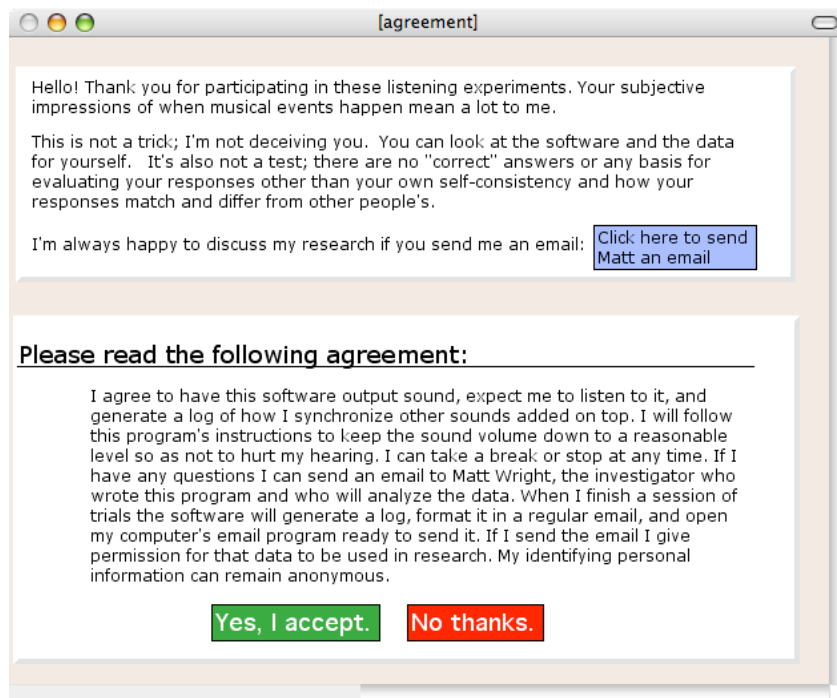 [agreement]
Hello! Thank you for participating in these listening experiments. Your subjective
impressions of when musical events happen mean a lot to me.
This is not a trick; I'm not deceiving you.  You can look at the software and the data
for yourself.   It's also not a test; there are no "correct" answers or any basis for
evaluating your responses other than your own self-consistency and how your
responses match and differ from other people's.
I'm always happy to discuss my research if you send me an email:
Click here to send
Matt an email
Please read the following agreement:
I agree to have this software output sound, expect me to listen to it, and
generate a log of how I synchronize other sounds added on top. I will follow
this program's instructions to keep the sound volume down to a reasonable
level so as not to hurt my hearing. I can take a break or stop at any time. If I
have any questions I can send an email to Matt Wright, the investigator who
wrote this program and who will analyze the data. When I finish a session of
trials the software will generate a log, format it in a regular email, and open
my computer's email program ready to send it. If I send the email I give
permission for that data to be used in research. My identifying personal
information can remain anonymous.
Yes, I accept.
No thanks.